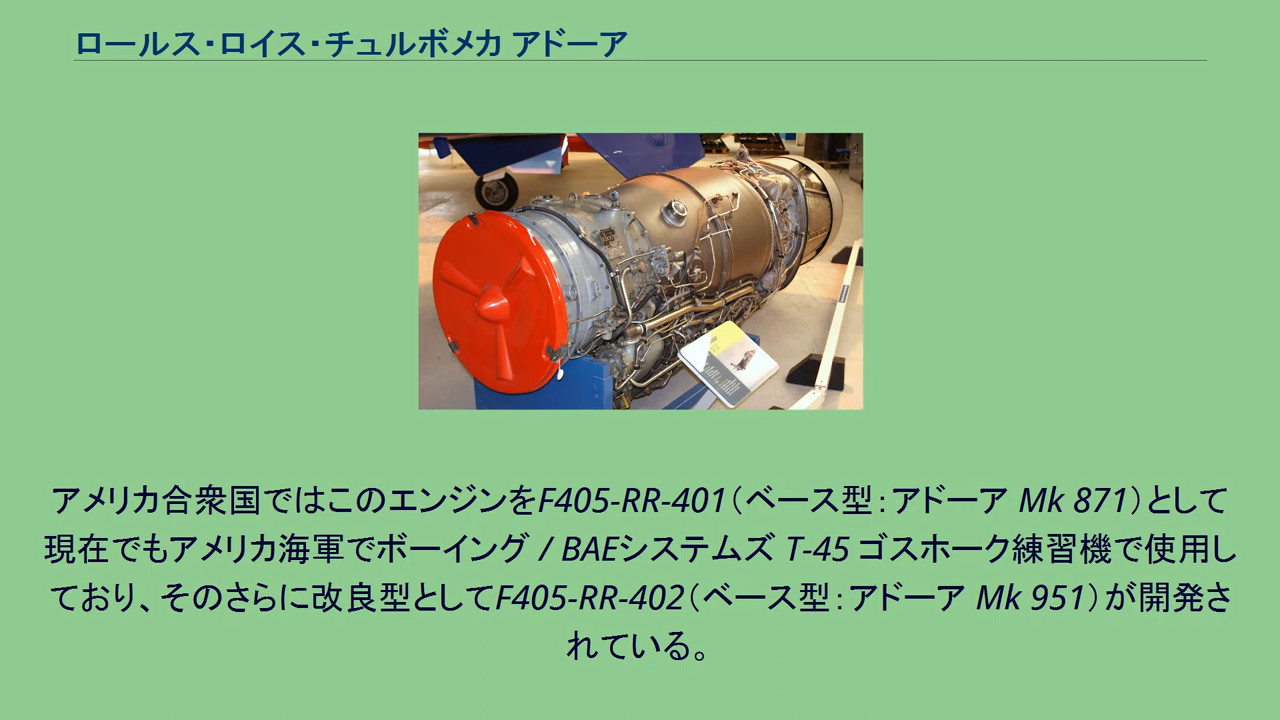 ロールス・ロイス・チュルボメカ アドーア
アメリカ合衆国ではこのエンジンをF405-RR-401（ベース型：アドーア Mk 871）として
現在でもアメリカ海軍でボーイング / BAEシステムズ T-45 ゴスホーク練習機で使用し
ており、そのさらに改良型としてF405-RR-402（ベース型：アドーア Mk 951）が開発さ
れている。